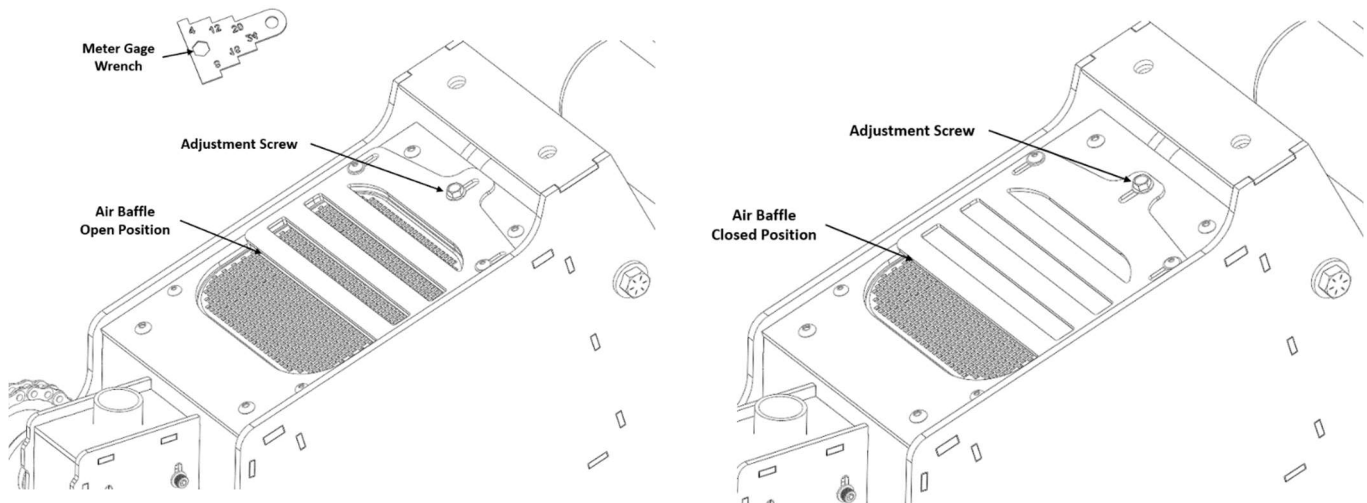 4 12 20
8 16 24
Meter Gage
Wrench
Adjustment Screw
Air Baffle
Open Position
Adjustment Screw
Air Baffle
Closed Position